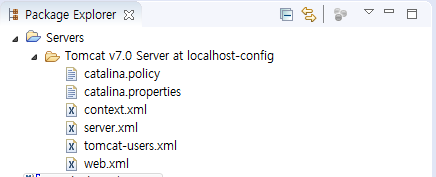 Package Explorer
Servers
Tomcat v7.0 Server at localhost-config
catalina.policy
catalina.properties
context.xml
server.xml
tomcat-users.xml
web.xml